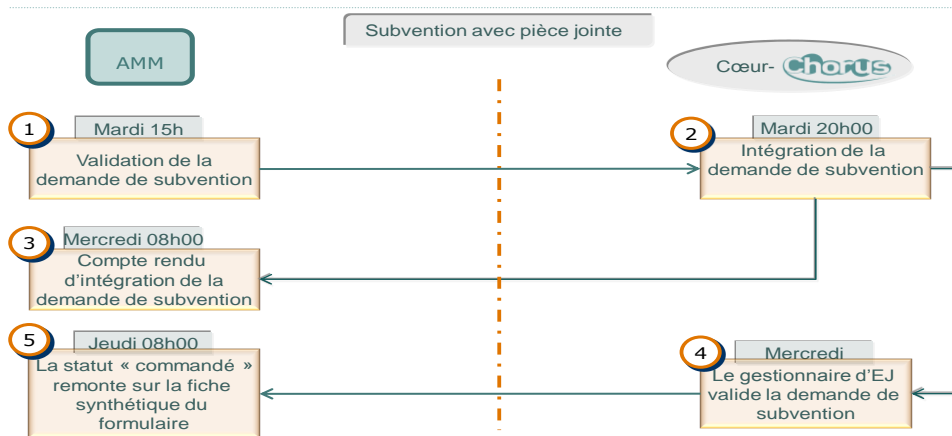 Subvention avec pièce jointe
AMM
Cœur- Chorus
1
Mardi 15h
Validation de la
demande de subvention
2
Mardi 20h00
Intégration de la
demande de subvention
3
Mercredi 08h00
Compte rendu
d'intégration de la
demande de subvention
4
Mercredi
Le gestionnaire d'EJ
valide la demande de
subvention
5
Jeudi 08h00
La statut « commandé »
remonte sur la fiche
synthétique du
formulaire